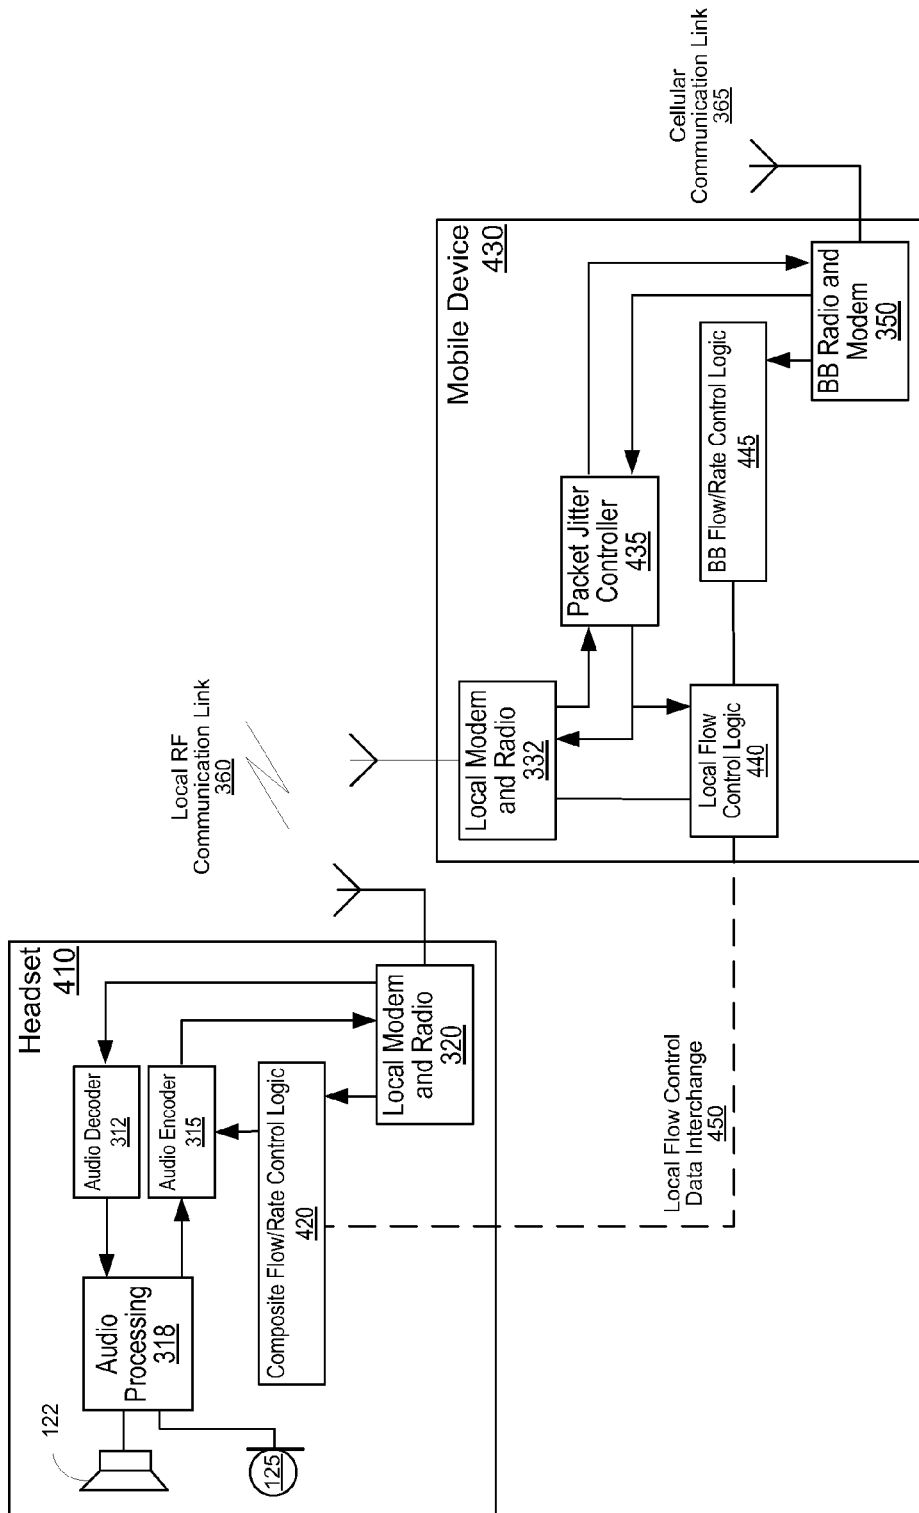 Headset
410
122
125
Audio
Processing
318
Audio Decoder
312
Audio Encoder
315
Composite Flow/Rate Control Logic
420
Local Modem
and Radio
320
Local RF
Communication Link
360
Local Flow Control
Data Interchange
450
Mobile Device
430
Local Modem
and Radio
332
Packet Jitter
Controller
435
Local Flow
Control Logic
440
BB Flow/Rate Control Logic
445
BB Radio and
Modem
350
Cellular
Communication Link
365